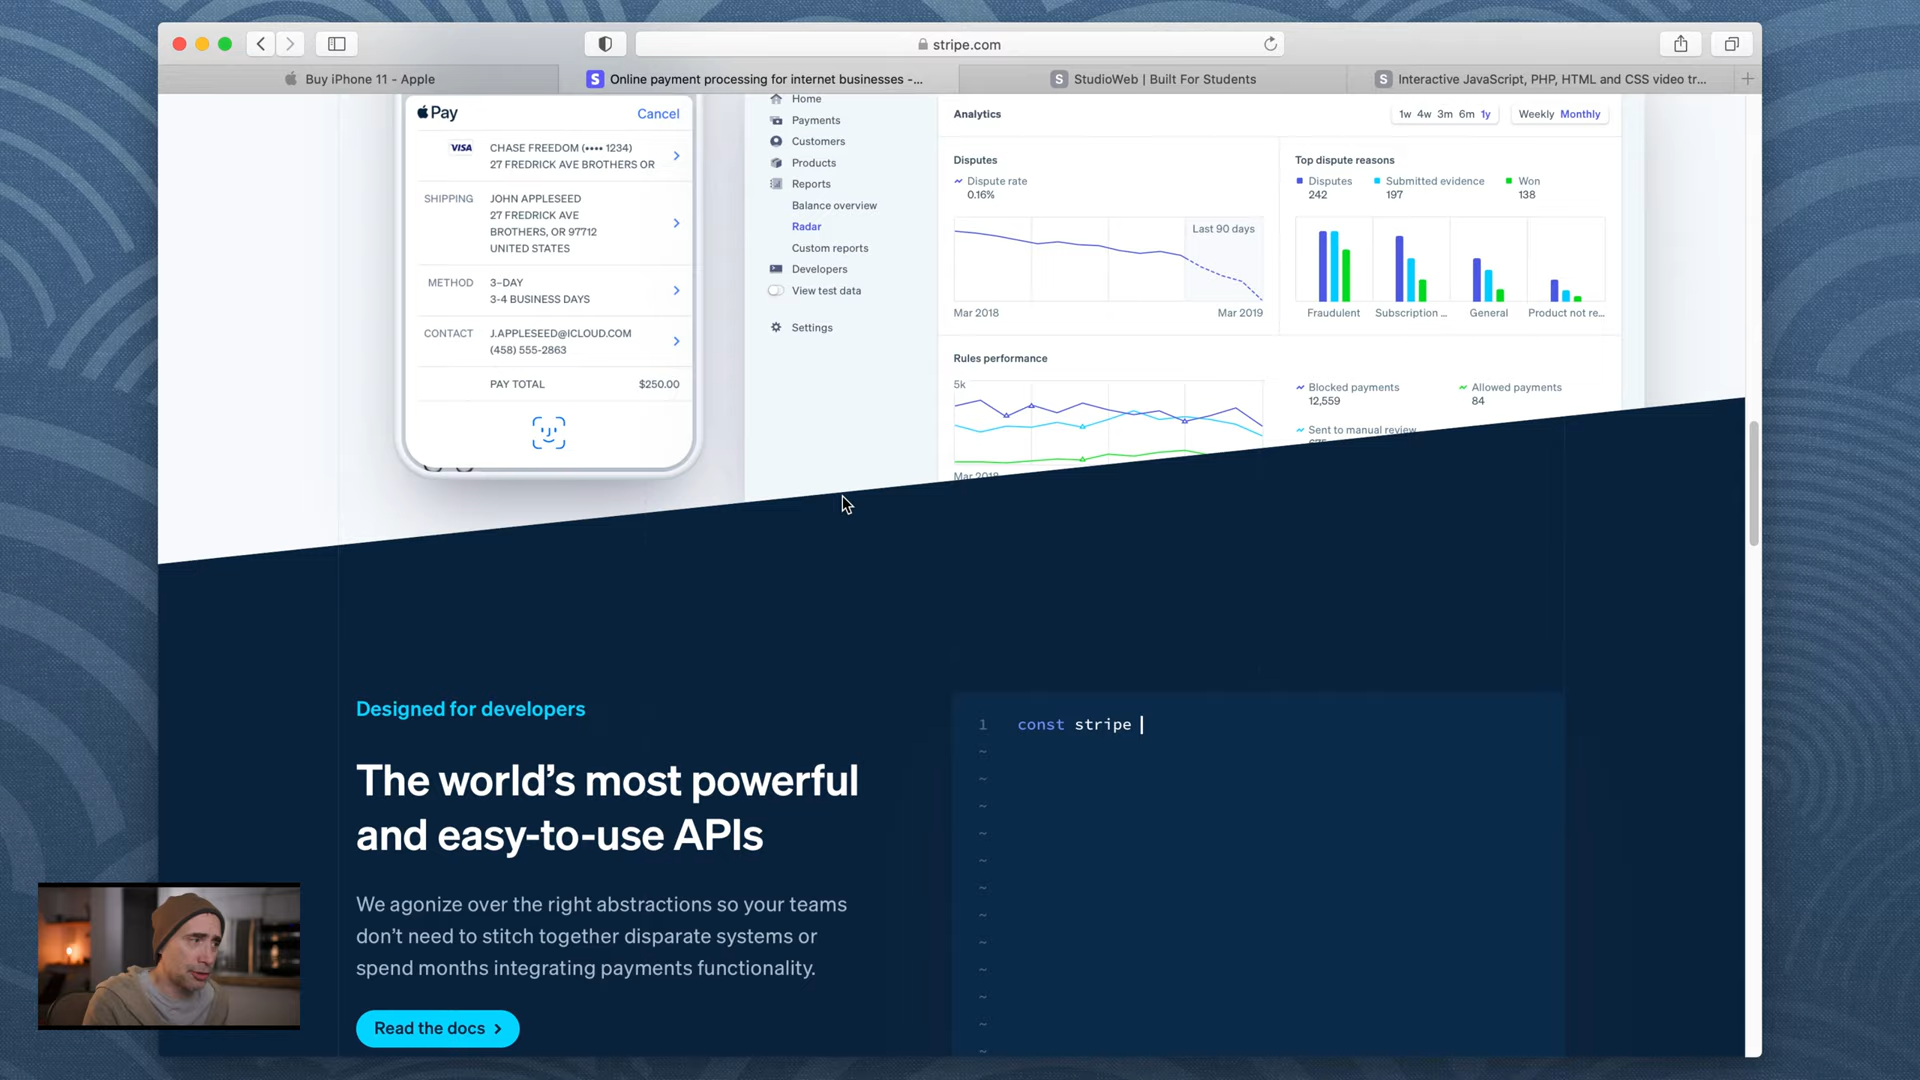 stripe.com
Buy iPhone 11 - Apple
S Online payment processing for internet businesses -...
S StudioWeb | Built For Students
S Interactive JavaScript, PHP, HTML and CSS video tr...
Pay
Cancel
VISA
CHASE FREEDOM (•••• 1234)
27 FREDRICK AVE BROTHERS OR
SHIPPING
JOHN APPLESEED
27 FREDRICK AVE
BROTHERS, OR 97712
UNITED STATES
METHOD
3-DAY
3-4 BUSINESS DAYS
CONTACT
J.APPLESEED@ICLOUD.COM
(458) 555-2863
PAY TOTAL
$250.00
Home
Payments
Customers
Products
Reports
Balance overview
Radar
Custom reports
Developers
View test data
Settings
Analytics
1w 4w 3m 6m 1y
Weekly Monthly
Disputes
Dispute rate
0.16%
Last 90 days
Mar 2018
Mar 2019
Top dispute reasons
Disputes
242
Submitted evidence
197
Won
138
Fraudulent
Subscription ...
General
Product not re...
Rules performance
5k
Mar 2018
Blocked payments
12,559
Allowed payments
84
Sent to manual review
Designed for developers
The world’s most powerful
and easy-to-use APIs
We agonize over the right abstractions so your teams
don’t need to stitch together disparate systems or
spend months integrating payments functionality.
Read the docs
1 const stripe
~
~
~
~
~
~
~
~
~
~
~
~